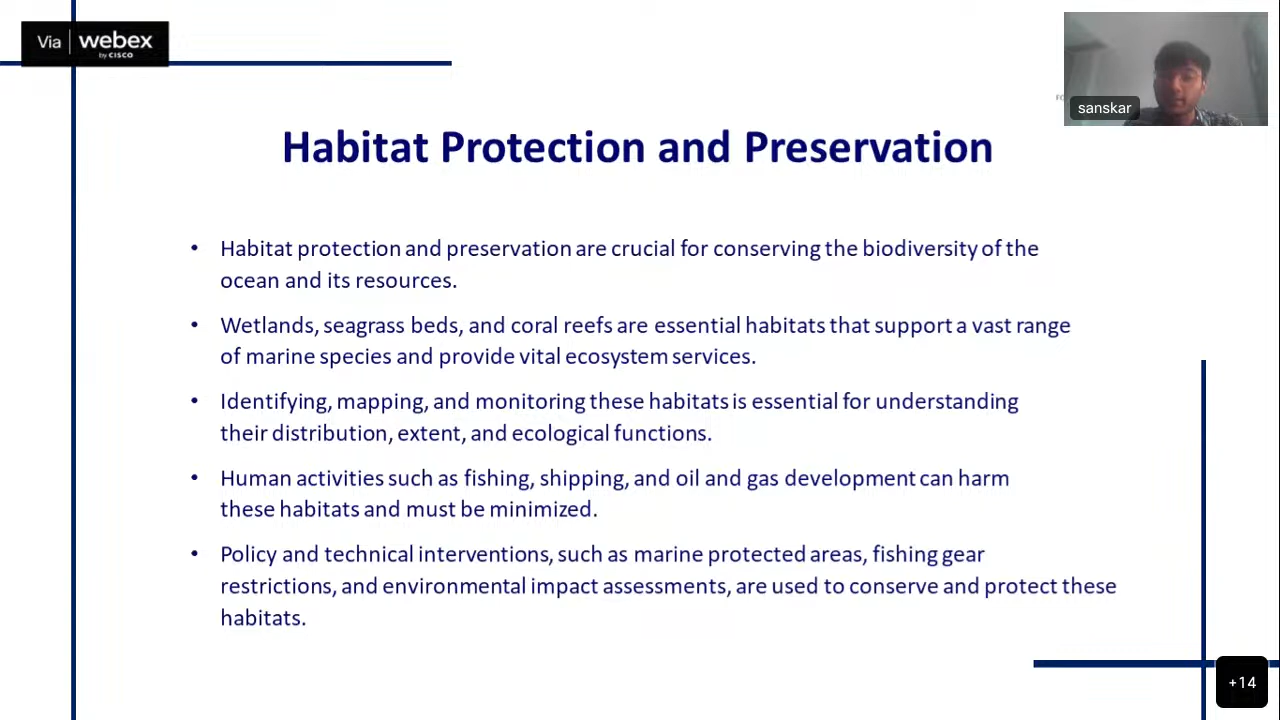 Via webex
by CISCO
sanskar
Habitat Protection and Preservation
• Habitat protection and preservation are crucial for conserving the biodiversity of the
ocean and its resources.
• Wetlands, seagrass beds, and coral reefs are essential habitats that support a vast range
of marine species and provide vital ecosystem services.
• Identifying, mapping, and monitoring these habitats is essential for understanding
their distribution, extent, and ecological functions.
• Human activities such as fishing, shipping, and oil and gas development can harm
these habitats and must be minimized.
• Policy and technical interventions, such as marine protected areas, fishing gear
restrictions, and environmental impact assessments, are used to conserve and protect these
habitats.
+14